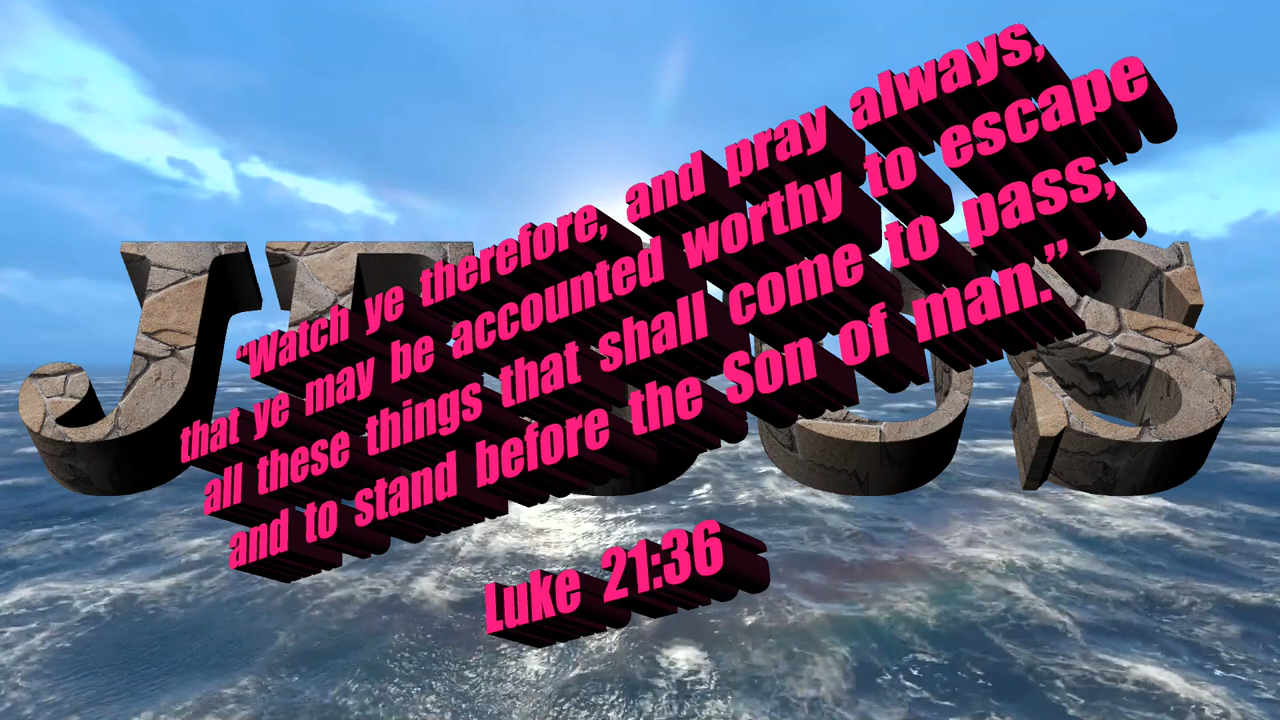 JESUS
“Watch ye therefore, and pray always,
that ye may be accounted worthy to escape
all these things that shall come to pass,
and to stand before the Son of man.”
Luke 21:36